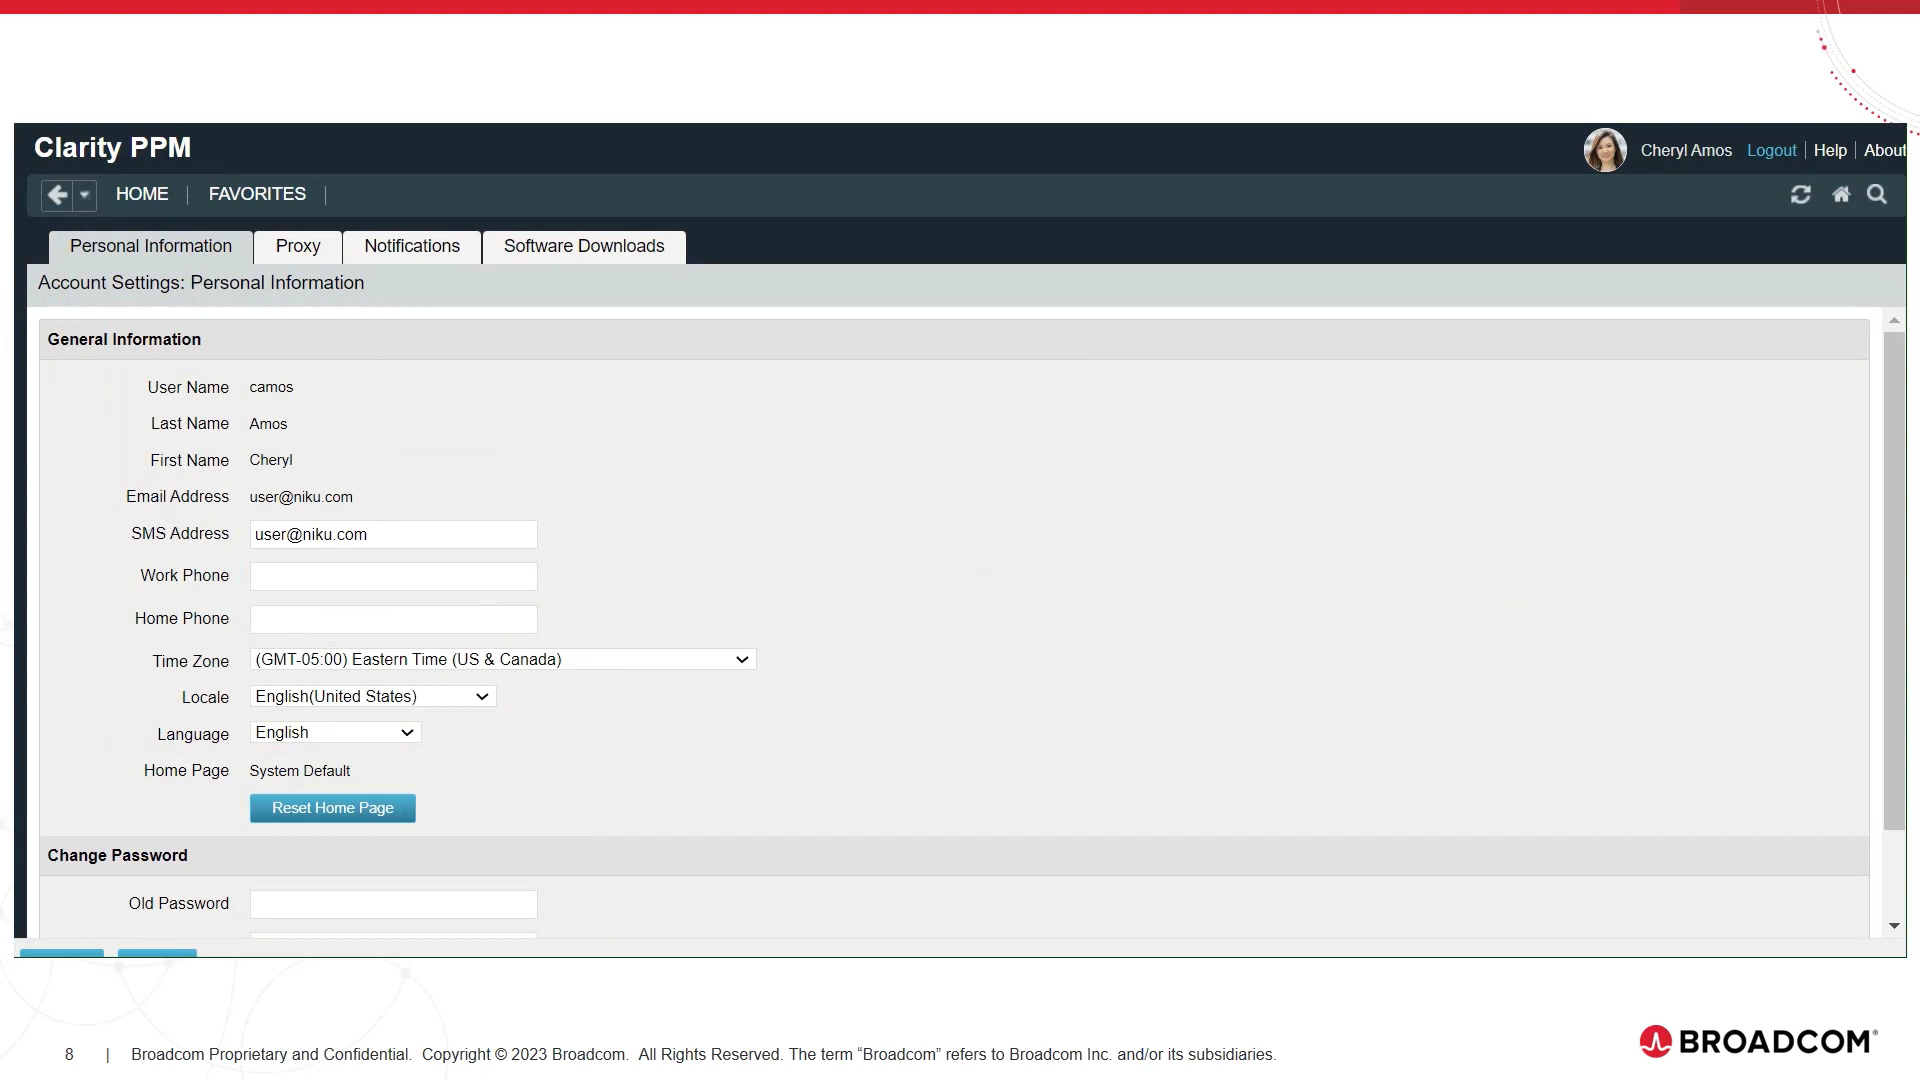 Clarity PPM
Cheryl Amos Logout Help About
HOME FAVORITES
Personal Information Proxy Notifications Software Downloads
Account Settings: Personal Information
General Information
User Name camos
Last Name Amos
First Name Cheryl
Email Address user@niku.com
SMS Address user@niku.com
Work Phone
Home Phone
Time Zone (GMT-05:00) Eastern Time (US & Canada)
Locale English(United States)
Language English
Home Page System Default
Reset Home Page
Change Password
Old Password
8 | Broadcom Proprietary and Confidential. Copyright © 2023 Broadcom. All Rights Reserved. The term “Broadcom” refers to Broadcom Inc. and/or its subsidiaries.
BROADCOM®